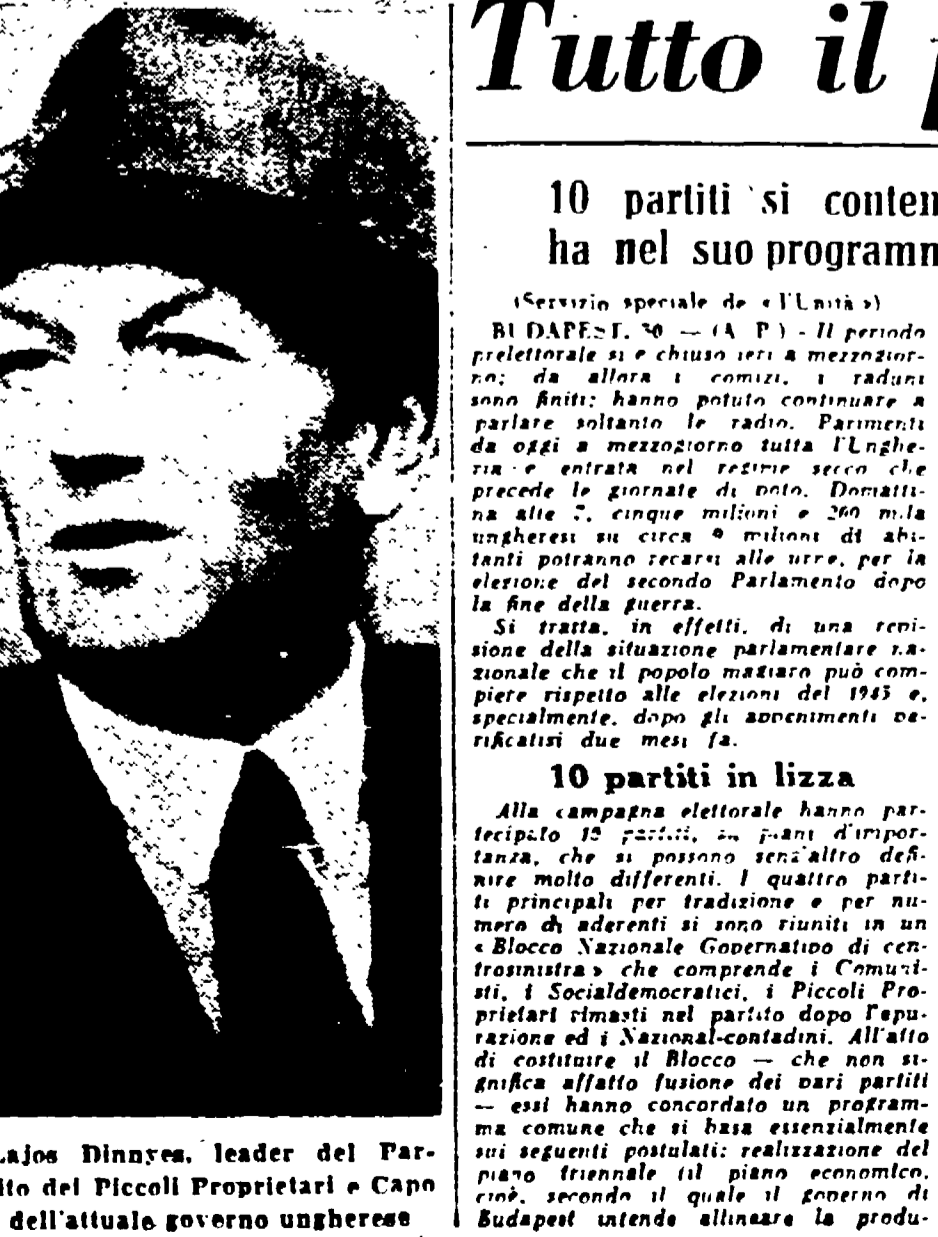 Lajos Dinnyes, leader del Par-
tito dei Piccoli Proprietari e Capo
dell'attuale governo ungherese
Tutto il
10 partiti si conten
ha nel suo programm
(Servizio speciale de « l'Unità »)
BUDAPEST, 30 — (A. P.) - Il periodo
prelettorale si e chiuso ieri a mezzogior-
no; da allora i comizi, i raduni
sono finiti; hanno potuto continuare a
parlare soltanto le radio. Parimenti
da oggi a mezzogiorno tutta l'Unghe-
ria e entrata nel regime secco che
precede le giornate di voto. Domatti-
na alle 7, cinque milioni e 200 mila
ungheresi su circa 9 milioni di abi-
tanti potranno recarsi alle urne, per la
elezione del secondo Parlamento dopo
la fine della guerra.
Si tratta, in effetti, di una revi-
sione della situazione parlamentare na-
zionale che il popolo magiaro può com-
piere rispetto alle elezioni del 1945 e,
specialmente, dopo gli avvenimenti ve-
rificatisi due mesi fa.
10 partiti in lizza
Alla campagna elettorale hanno par-
tecipato partiti, d'impor-
tanza, che si possono senz'altro defi-
nire molto differenti. I quattro parti-
ti principali per tradizione e per nu-
mero di aderenti si sono riuniti in un
« Blocco Nazionale Governativo di cen-
trosinistra » che comprende i Comuni-
sti, i Socialdemocratici, i Piccoli Pro-
prietari rimasti nel partito dopo l'epu-
razione ed i Nazional-contadini. All'atto
di costituire il Blocco — che non si-
gnifica affatto fusione dei vari partiti
— essi hanno concordato un program-
ma comune che si basa essenzialmente
sui seguenti postulati: realizzazione del
piano triennale (il piano economico,
cioè, secondo il quale il governo di
Budapest intende allineare la produ-